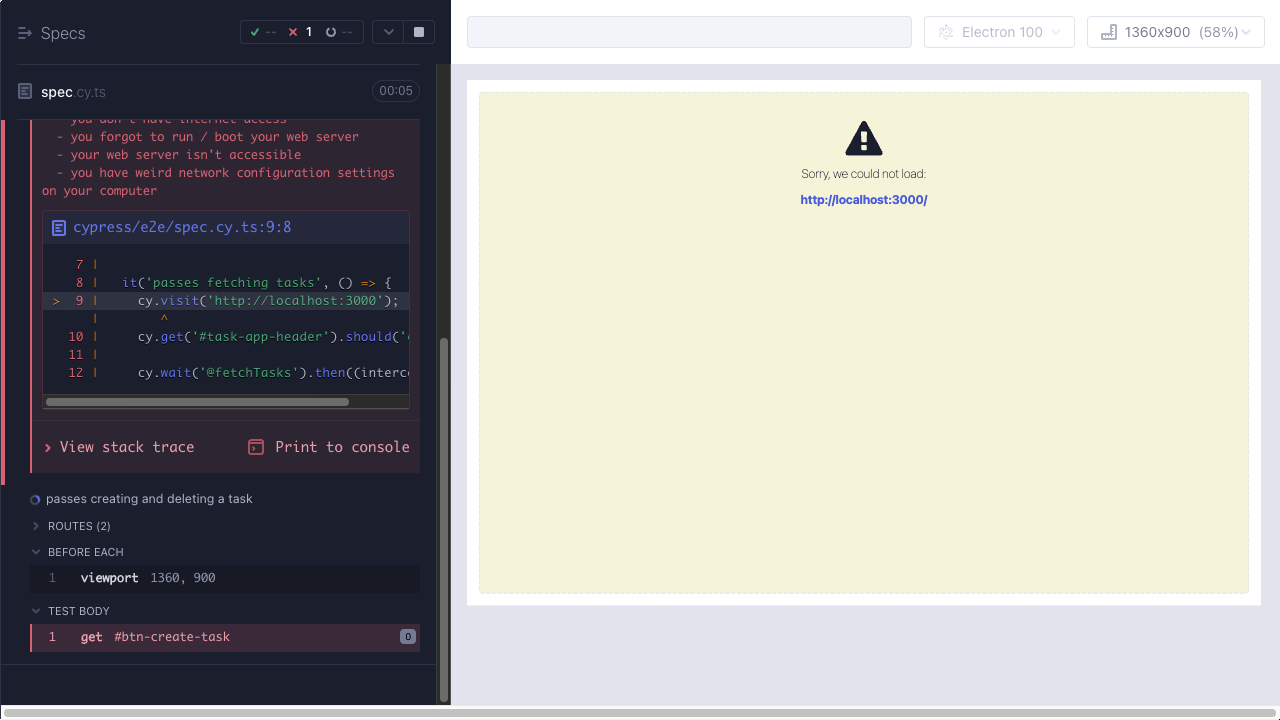 Specs
-- 1 --
Electron 100
1360x900 (58%)
spec.cy.ts
00:05
- you don't have internet access
- you forgot to run / boot your web server
- your web server isn't accessible
- you have weird network configuration settings
on your computer
cypress/e2e/spec.cy.ts:9:8
7 |
8 | it('passes fetching tasks', () => {
> 9 | cy.visit('http://localhost:3000');
| ^
10 | cy.get('#task-app-header').should('
11 |
12 | cy.wait('@fetchTasks').then((interc
View stack trace
Print to console
passes creating and deleting a task
ROUTES (2)
BEFORE EACH
1 viewport 1360, 900
TEST BODY
1 get #btn-create-task 0
Sorry, we could not load:
http://localhost:3000/